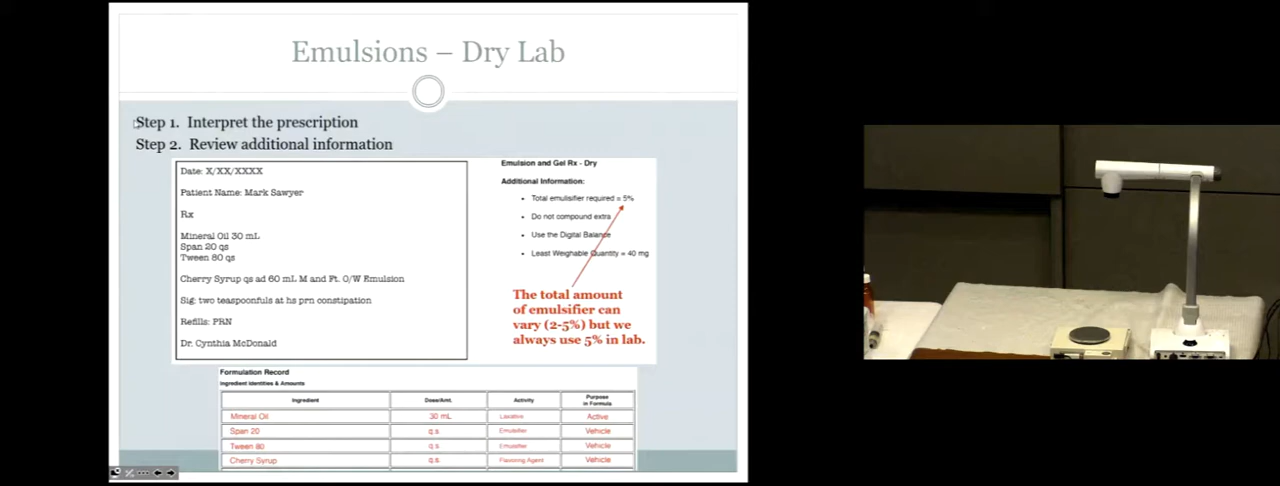 Emulsions – Dry Lab
Step 1.  Interpret the prescription
Step 2.  Review additional information
Date: X/XX/XXXX
Patient Name: Mark Sawyer
Rx
Mineral Oil 30 mL
Span 20 qs
Tween 80 qs
Cherry Syrup qs ad 60 mL M and Ft. O/W Emulsion
Sig: two teaspoonfuls at hs prn constipation
Refills: PRN
Dr. Cynthia McDonald
Emulsion and Gel Rx - Dry
Additional Information:
• Total emulsifier required = 5%
• Do not compound extra
• Use the Digital Balance
• Least Weighable Quantity = 40 mg
The total amount
of emulsifier can
vary (2-5%) but we
always use 5% in lab.
Formulation Record
Ingredient Identities & Amounts
Ingredient Dose/Amt. Activity Purpose in Formula
Mineral Oil 30 mL Laxative Active
Span 20 q.s. Emulsifier Vehicle
Tween 80 q.s. Emulsifier Vehicle
Cherry Syrup q.s. Flavoring Agent Vehicle